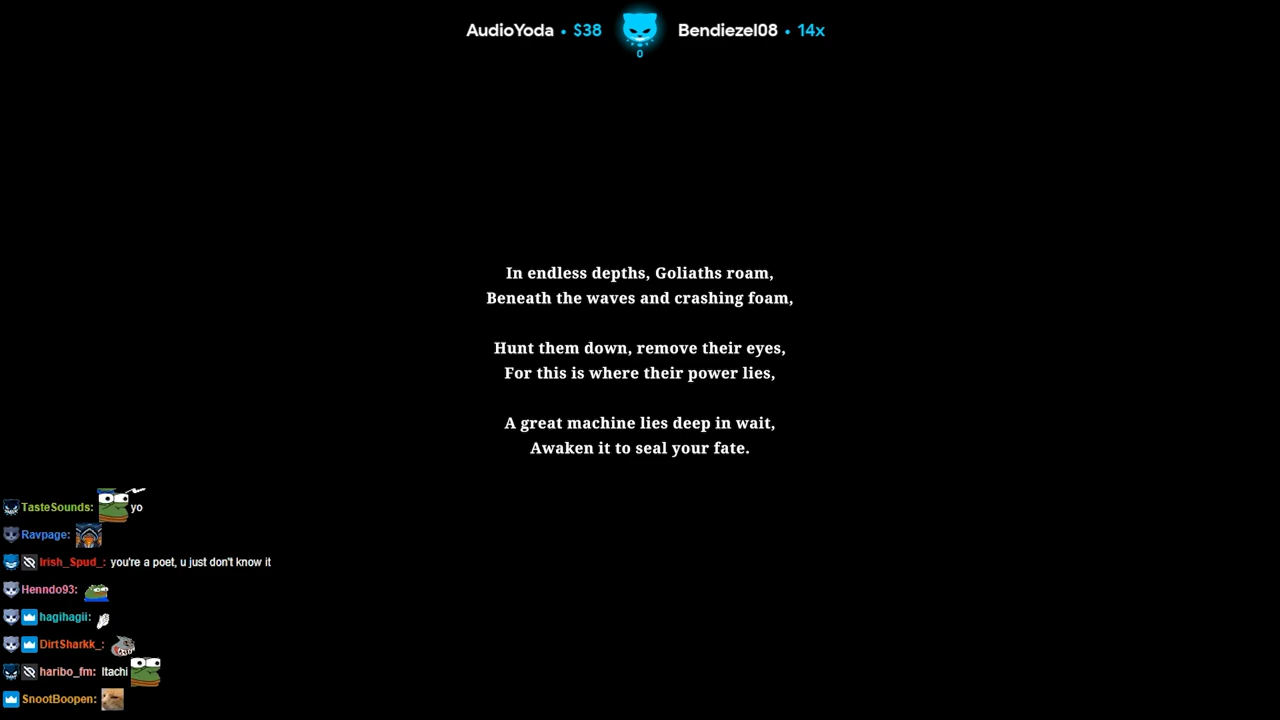 AudioYoda • $38
0
Bendiezel08 • 14x
In endless depths, Goliaths roam,
Beneath the waves and crashing foam,
Hunt them down, remove their eyes,
For this is where their power lies,
A great machine lies deep in wait,
Awaken it to seal your fate.
TasteSounds: yo
Ravpage:
Irish_Spud_: you're a poet, u just don't know it
Henndo93:
hagihagii:
DirtSharkk_:
haribo_fm: Itachi
SnootBoopen: